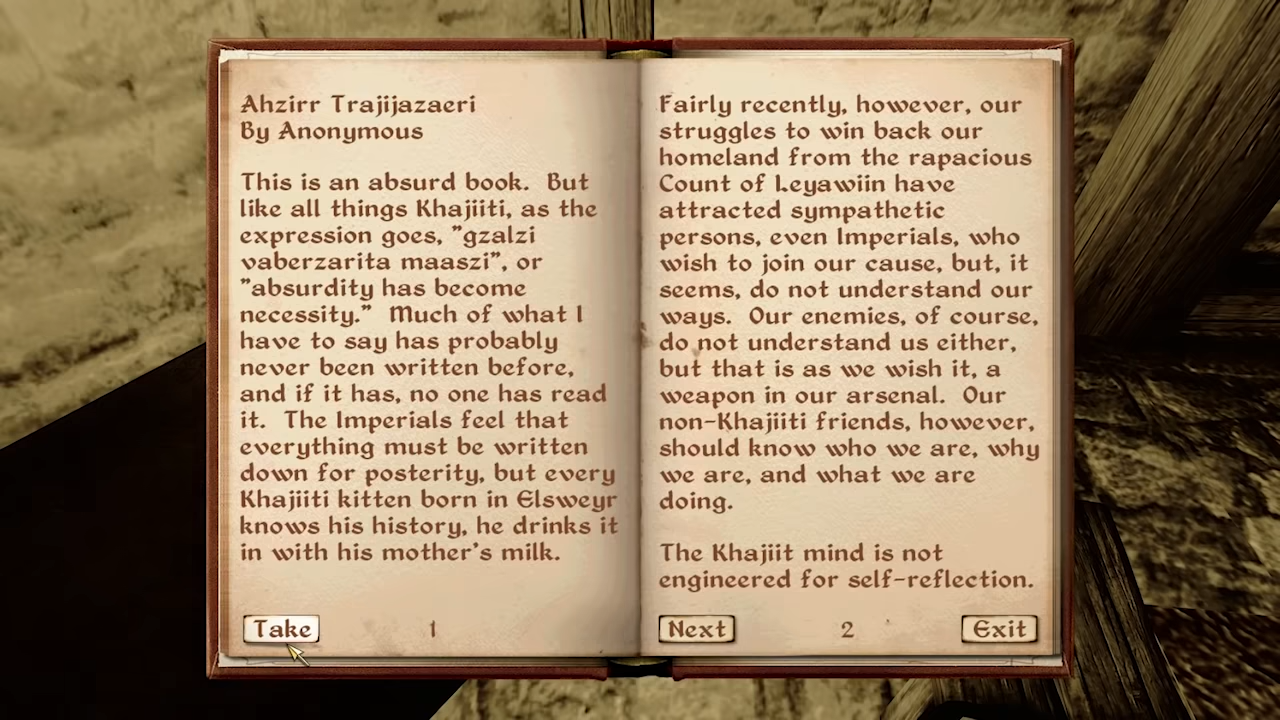 Ahzirr Trajijazaeri
By Anonymous
This is an absurd book.  But
like all things Khajiiti, as the
expression goes, "gzalzi
vaberzarita maaszi", or
"absurdity has become
necessity."  Much of what I
have to say has probably
never been written before,
and if it has, no one has read
it.  The Imperials feel that
everything must be written
down for posterity, but every
Khajiiti kitten born in Elsweyr
knows his history, he drinks it
in with his mother's milk.
Take
1
Fairly recently, however, our
struggles to win back our
homeland from the rapacious
Count of Leyawiin have
attracted sympathetic
persons, even Imperials, who
wish to join our cause, but, it
seems, do not understand our
ways.  Our enemies, of course,
do not understand us either,
but that is as we wish it, a
weapon in our arsenal.  Our
non-Khajiiti friends, however,
should know who we are, why
we are, and what we are
doing.
The Khajiit mind is not
engineered for self-reflection.
Next
2
Exit